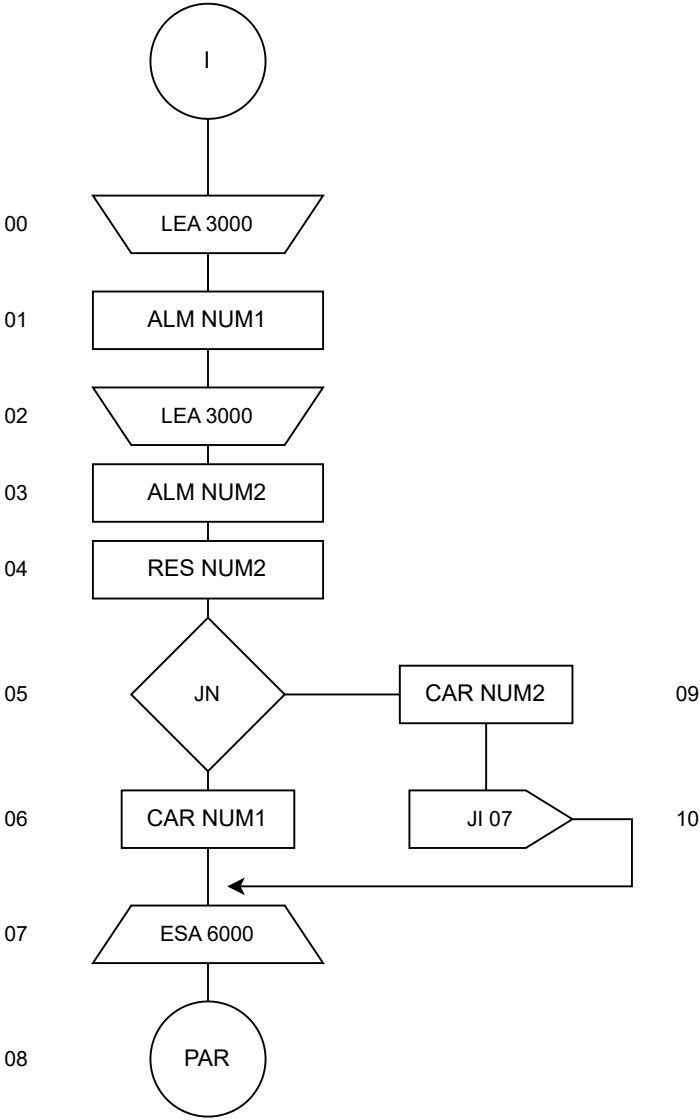 I
00 LEA 3000
01 ALM NUM1
02 LEA 3000
03 ALM NUM2
04 RES NUM2
05 JN CAR NUM2 09
06 CAR NUM1 JI 07 10
07 ESA 6000
08 PAR